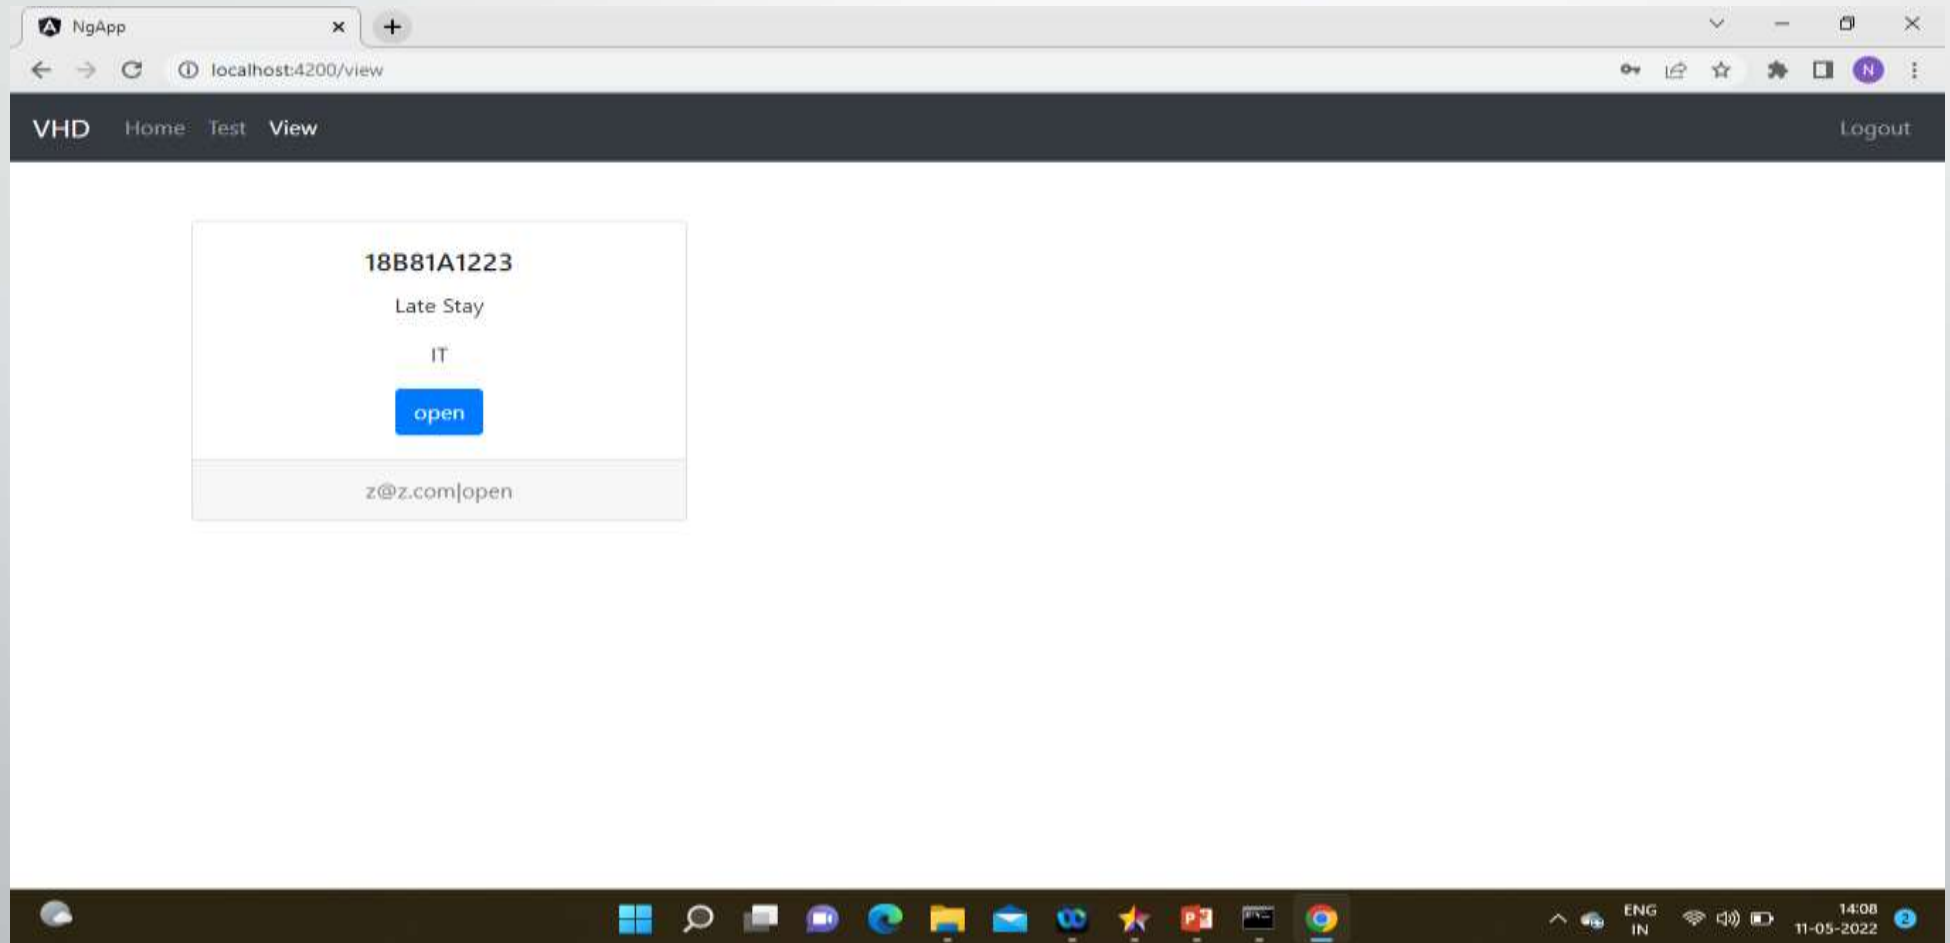 NgApp
localhost:4200/view
N
VHD Home Test View Logout
18B81A1223
Late Stay
IT
open
z@z.com|open
ENG
IN
14:08
11-05-2022
2